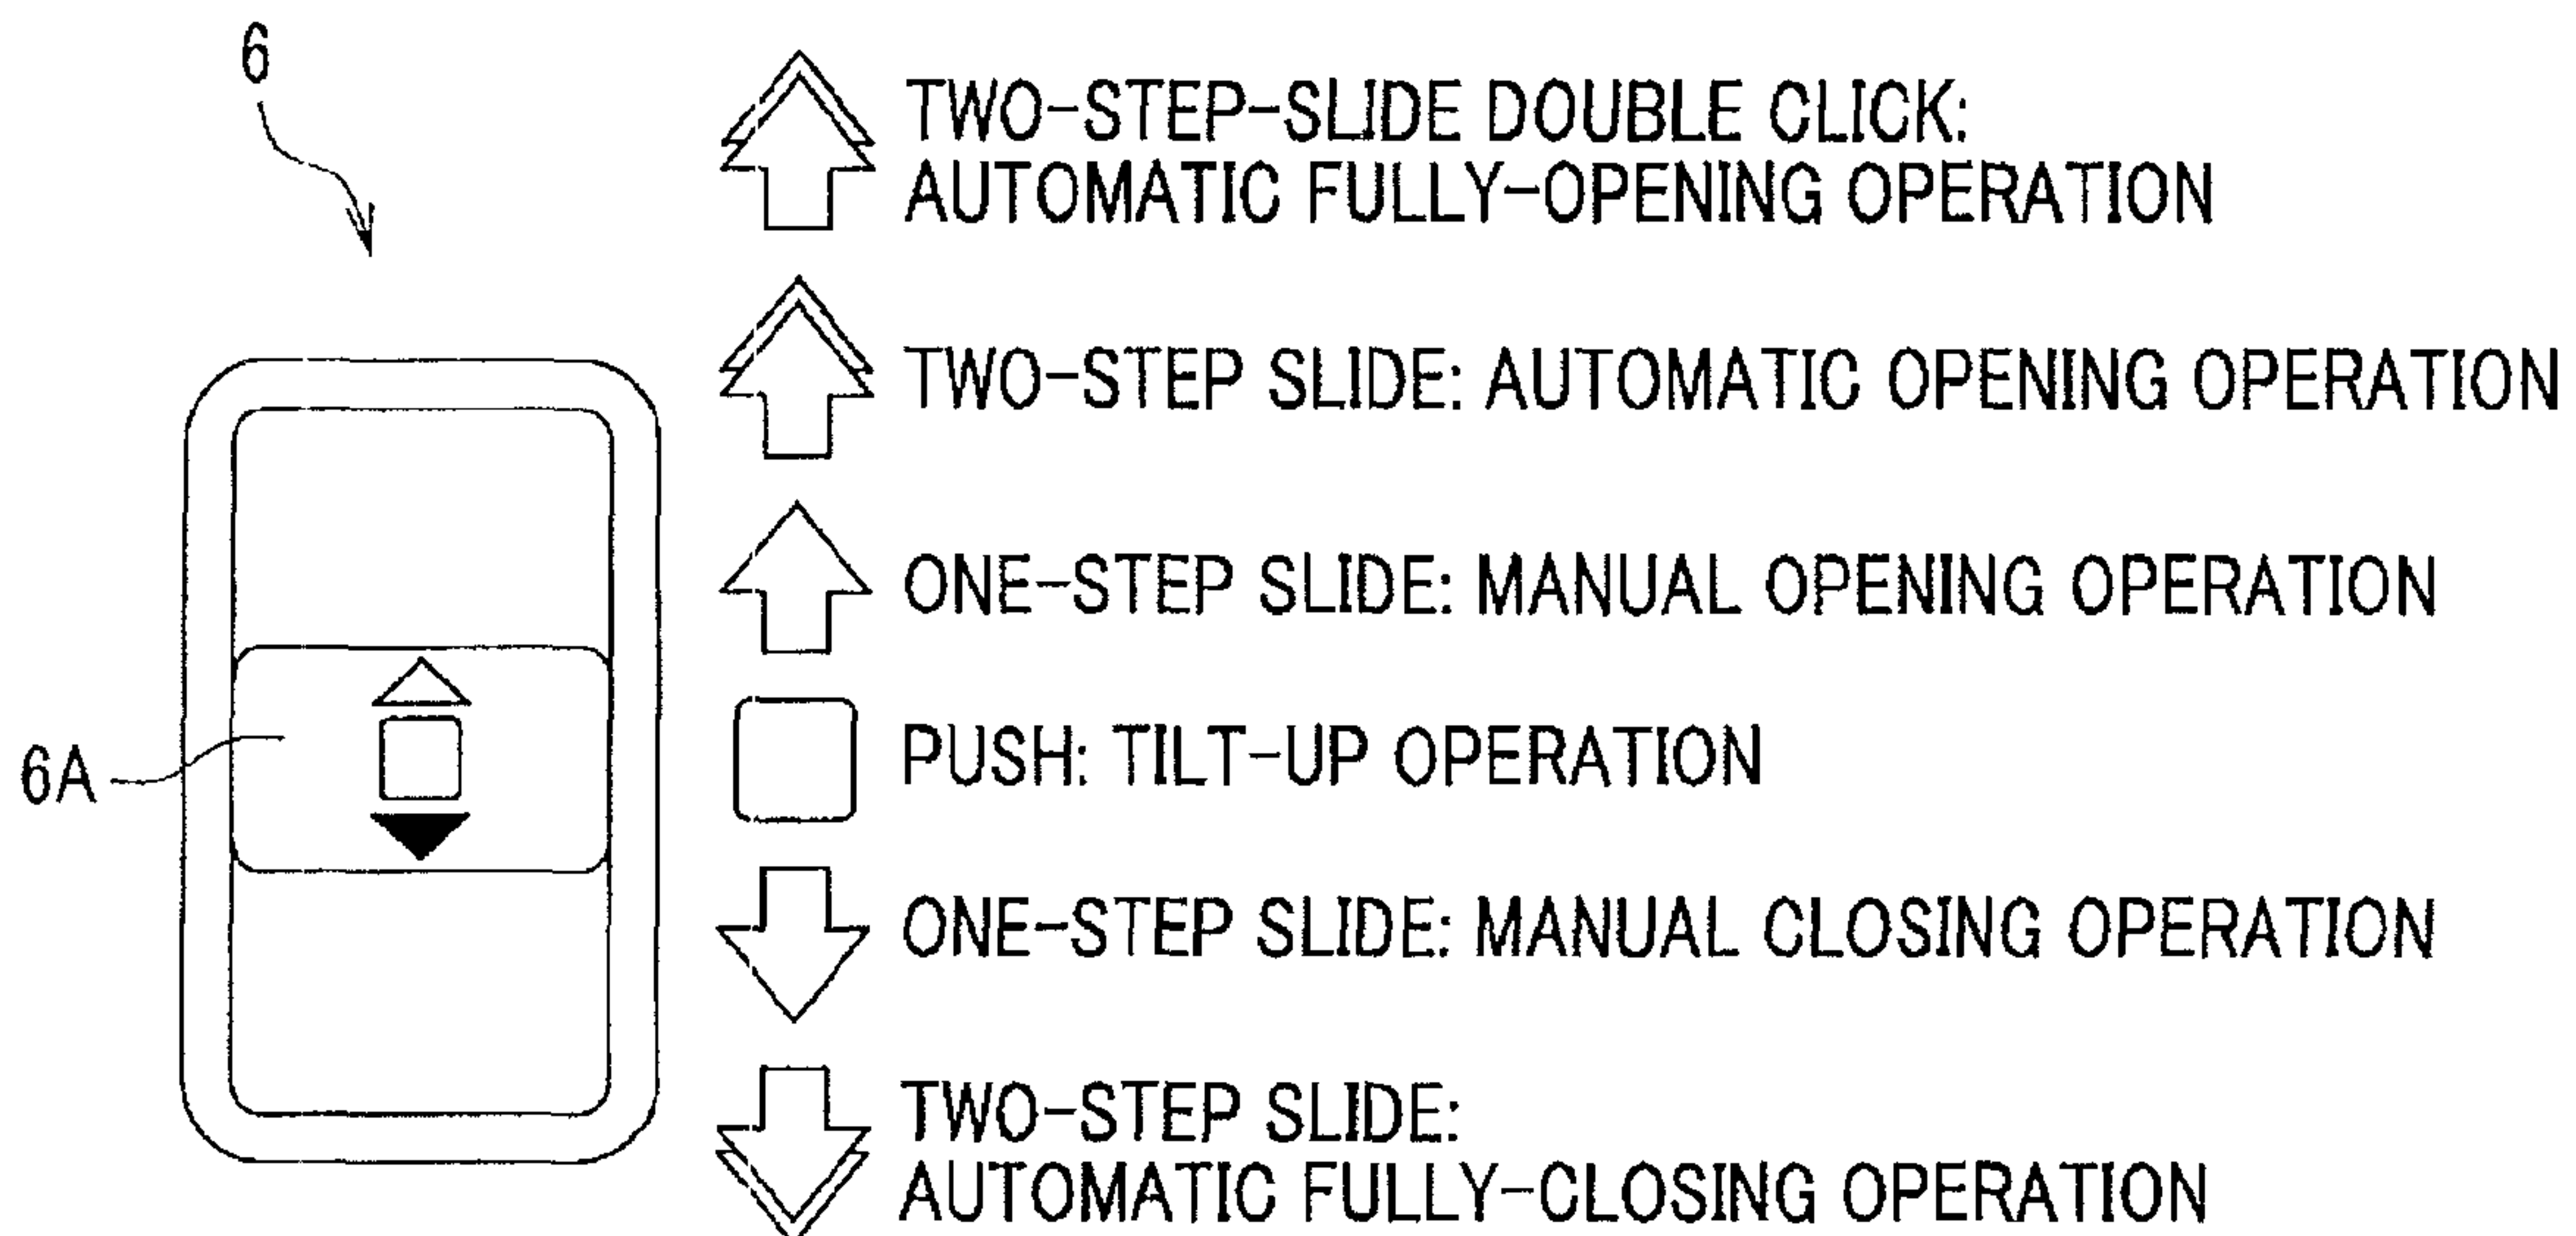 6
TWO-STEP-SLIDE DOUBLE CLICK:
AUTOMATIC FULLY-OPENING OPERATION
TWO-STEP SLIDE: AUTOMATIC OPENING OPERATION
ONE-STEP SLIDE: MANUAL OPENING OPERATION
6A
PUSH: TILT-UP OPERATION
ONE-STEP SLIDE: MANUAL CLOSING OPERATION
TWO-STEP SLIDE:
AUTOMATIC FULLY-CLOSING OPERATION